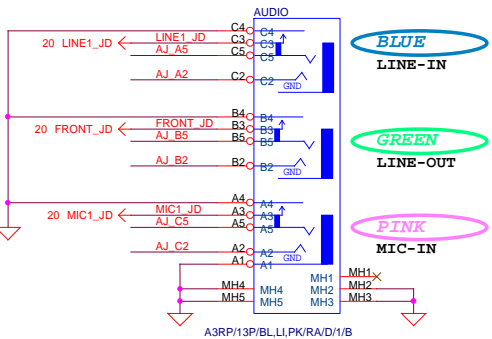 AUDIO
C4 C4
20 LINE1_JD LINE1_JD C3 C3
AJ_A5 C5 C5
BLUE
LINE-IN
AJ_A2 C2 C2
GND
B4 B4
20 FRONT_JD FRONT_JD B3 B3
AJ_B5 B5 B5
GREEN
LINE-OUT
AJ_B2 B2 B2
GND
A4 A4
20 MIC1_JD MIC1_JD A3 A3
AJ_C5 A5 A5
PINK
MIC-IN
AJ_C2 A2 A2
GND
A1 A1
MH1 MH1
MH4 MH4 MH2 MH2
MH5 MH5 MH3 MH3
A3RP/13P/BL,LI,PK/RA/D/1/B